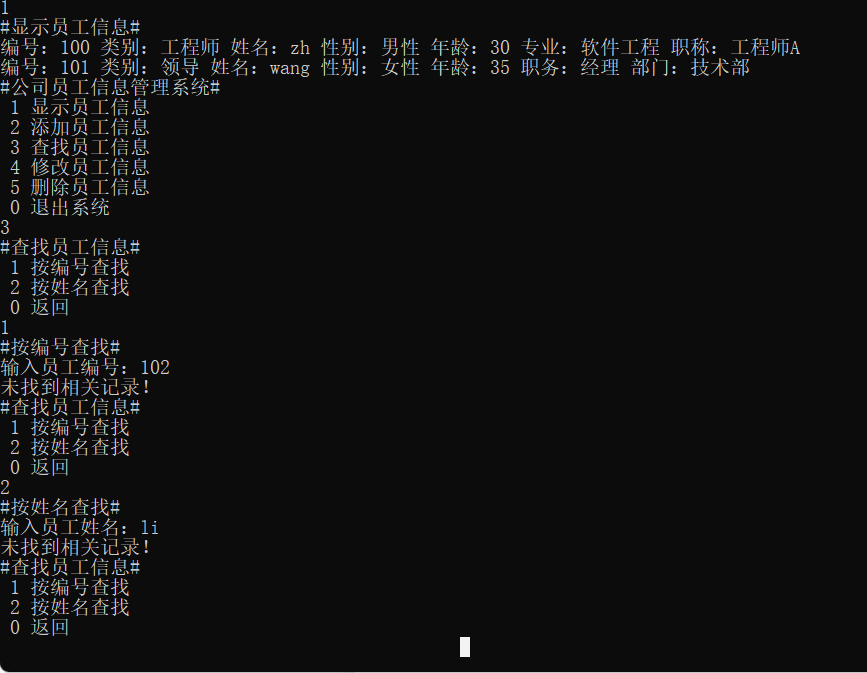 1
#显示员工信息#
编号：100 类别：工程师 姓名：zh 性别：男性 年龄：30 专业：软件工程 职称：工程师A
编号：101 类别：领导 姓名：wang 性别：女性 年龄：35 职务：经理 部门：技术部
#公司员工信息管理系统#
1 显示员工信息
2 添加员工信息
3 查找员工信息
4 修改员工信息
5 删除员工信息
0 退出系统
3
#查找员工信息#
1 按编号查找
2 按姓名查找
0 返回
1
#按编号查找#
输入员工编号：102
未找到相关记录!
#查找员工信息#
1 按编号查找
2 按姓名查找
0 返回
2
#按姓名查找#
输入员工姓名：li
未找到相关记录!
#查找员工信息#
1 按编号查找
2 按姓名查找
0 返回